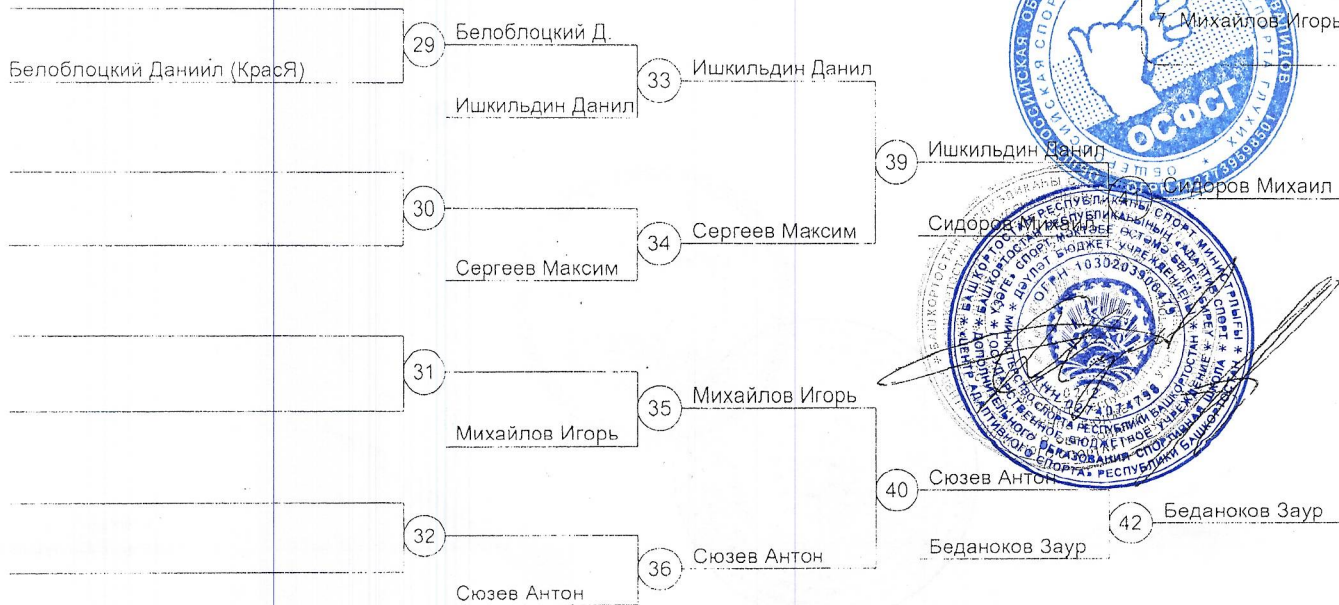 Белоблоцкий Даниил (КрасЯ)
29
Белоблоцкий Д.
Ишкильдин Данил
33
Ишкильдин Данил
30
Сергеев Максим
34
Сергеев Максим
39
Ишкильдин Данил
Сидоров Михаил
Сидоров Михаил
7 Михайлов Игорь
31
Михайлов Игорь
35
Михайлов Игорь
32
Сюзев Антон
36
Сюзев Антон
40
Сюзев Антон
Беданоков Заур
42
Беданоков Заур
ОСФСГ